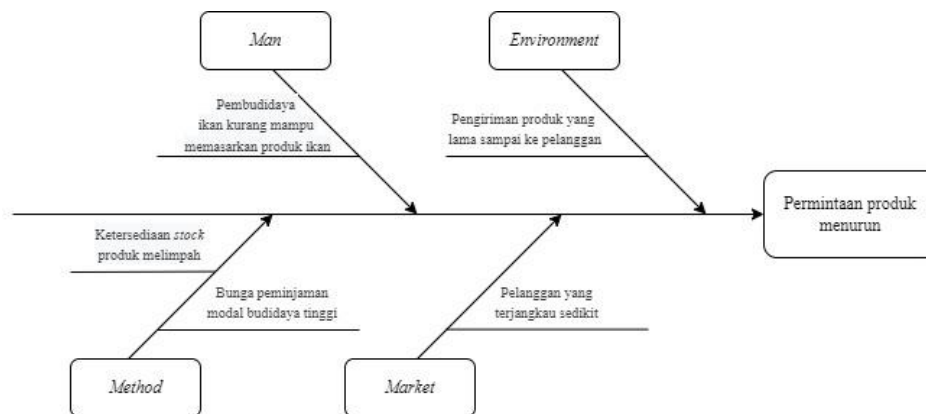 Man
Environment
Pembudidaya
ikan kurang mampu
memasarkan produk ikan
Pengiriman produk yang
lama sampai ke pelanggan
Permintaan produk
menurun
Ketersediaan stock
produk melimpah
Bunga peminjaman
modal budidaya tinggi
Pelanggan yang
terjangkau sedikit
Method
Market